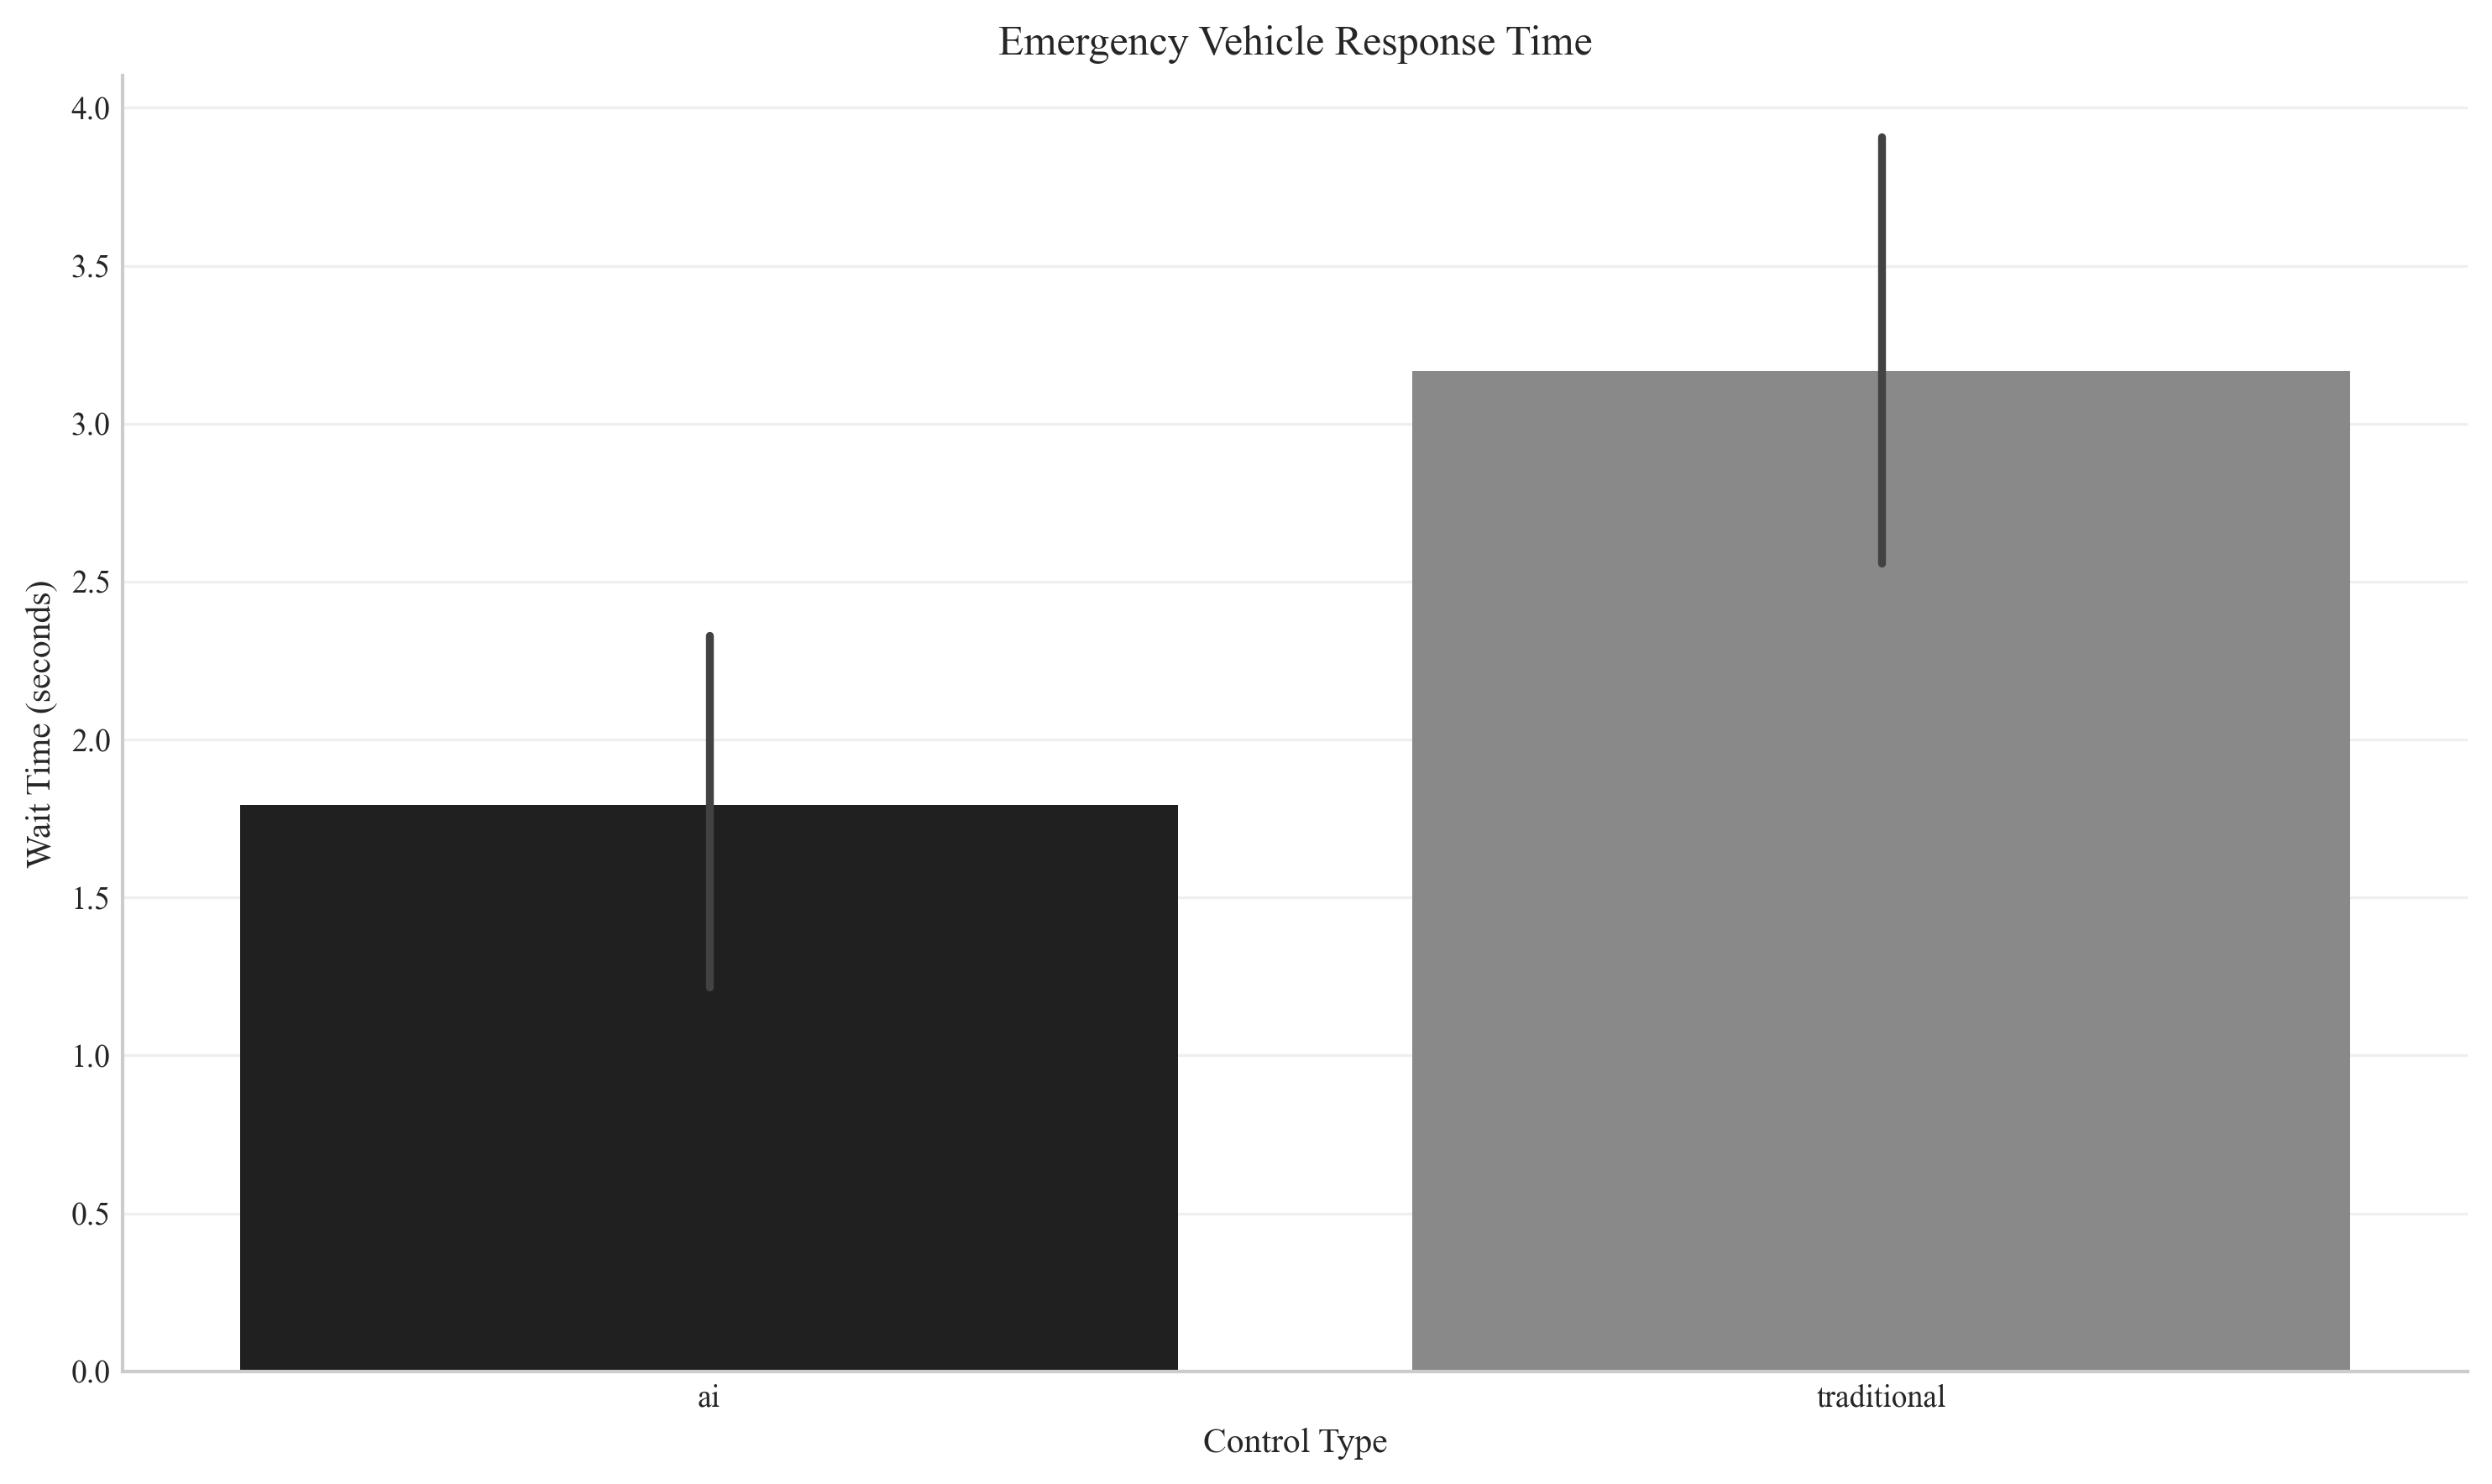 Emergency Vehicle Response Time
4.0
3.5
3.0
2.5
2.0
1.5
1.0
0.5
0.0
Wait Time (seconds)
ai
traditional
Control Type